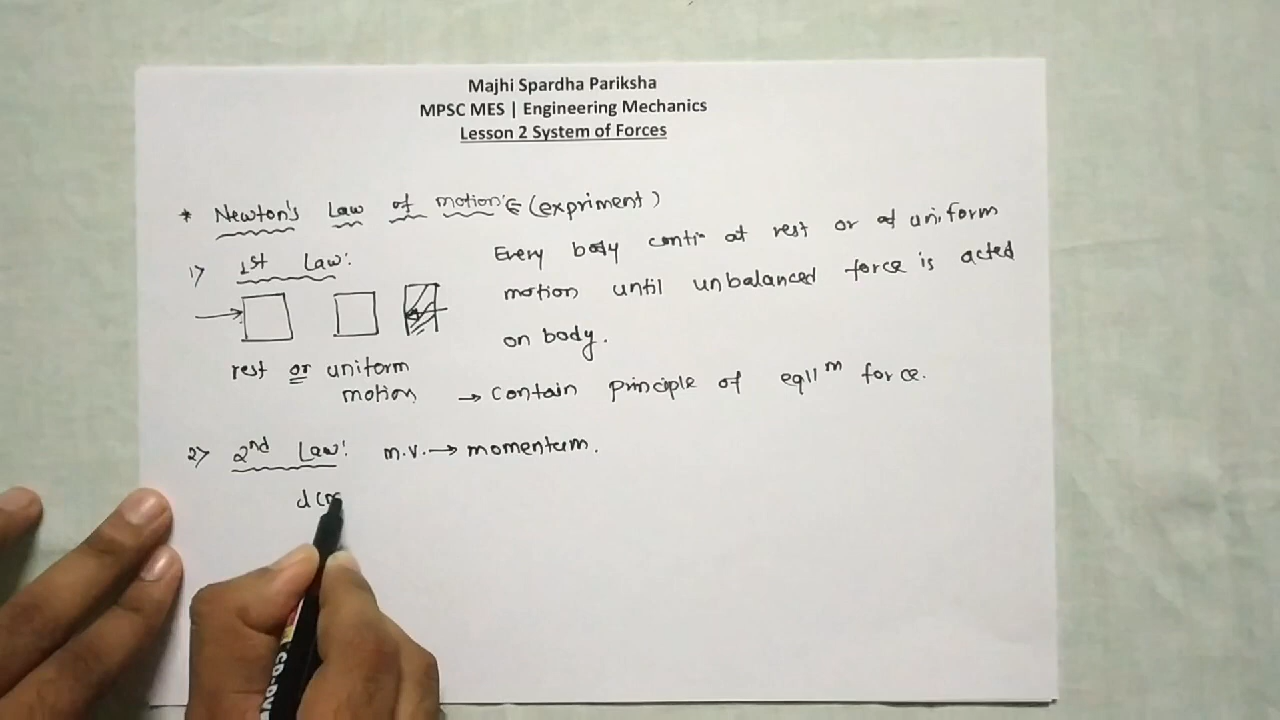 Majhi Spardha Pariksha
MPSC MES | Engineering Mechanics
Lesson 2 System of Forces
* Newton's Law of motion's (expriment)
1> 1st Law:
Every body contin at rest or of uniform
motion until unbalanced force is acted
on body.
rest or uniform
motion
→ contain principle of eqllm force.
2> 2nd Law: m.v. → momentum.
d(m